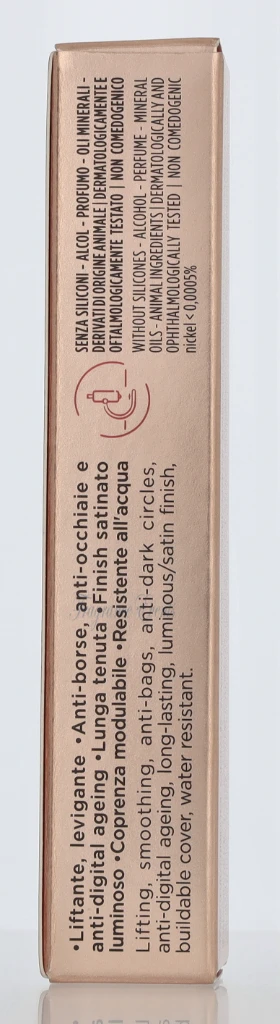 •Liftante, levigante •Anti-borse, anti-occhiaie e
anti-digital ageing •Lunga tenuta •Finish satinato
luminoso •Coprenza modulabile •Resistente all'acqua
Lifting, smoothing, anti-bags, anti-dark circles,
anti-digital ageing, long-lasting, luminous/satin finish,
buildable cover, water resistant.
SENZA SILICONI - ALCOL - PROFUMO - OLI MINERALI -
DERIVATI DI ORIGINE ANIMALE | DERMATOLOGICAMENTE E
OFTALMOLOGICAMENTE TESTATO | NON COMEDOGENICO
WITHOUT SILICONES - ALCOHOL - PERFUME - MINERAL
OILS - ANIMAL INGREDIENTS | DERMATOLOGICALLY AND
OPHTHALMOLOGICALLY TESTED | NON COMEDOGENIC
nickel < 0,0005%